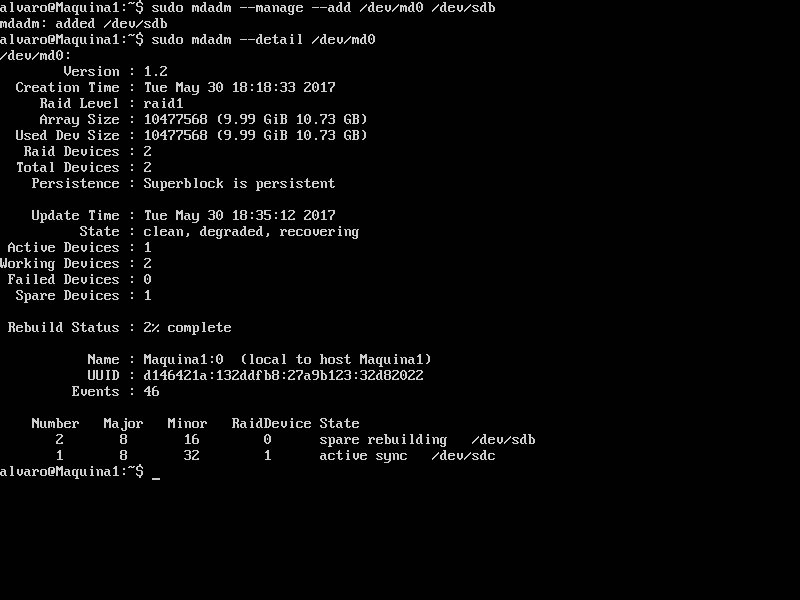 alvaro@Maquina1:~$ sudo mdadm --manage --add /dev/md0 /dev/sdb
mdadm: added /dev/sdb
alvaro@Maquina1:~$ sudo mdadm --detail /dev/md0
/dev/md0:
Version : 1.2
Creation Time : Tue May 30 18:18:33 2017
Raid Level : raid1
Array Size : 10477568 (9.99 GiB 10.73 GB)
Used Dev Size : 10477568 (9.99 GiB 10.73 GB)
Raid Devices : 2
Total Devices : 2
Persistence : Superblock is persistent
Update Time : Tue May 30 18:35:12 2017
State : clean, degraded, recovering
Active Devices : 1
Working Devices : 2
Failed Devices : 0
Spare Devices : 1
Rebuild Status : 2% complete
Name : Maquina1:0  (local to host Maquina1)
UUID : d146421a:132ddfb8:27a9b123:32d82022
Events : 46
Number   Major   Minor   RaidDevice State
2       8       16        0      spare rebuilding   /dev/sdb
1       8       32        1      active sync   /dev/sdc
alvaro@Maquina1:~$ _